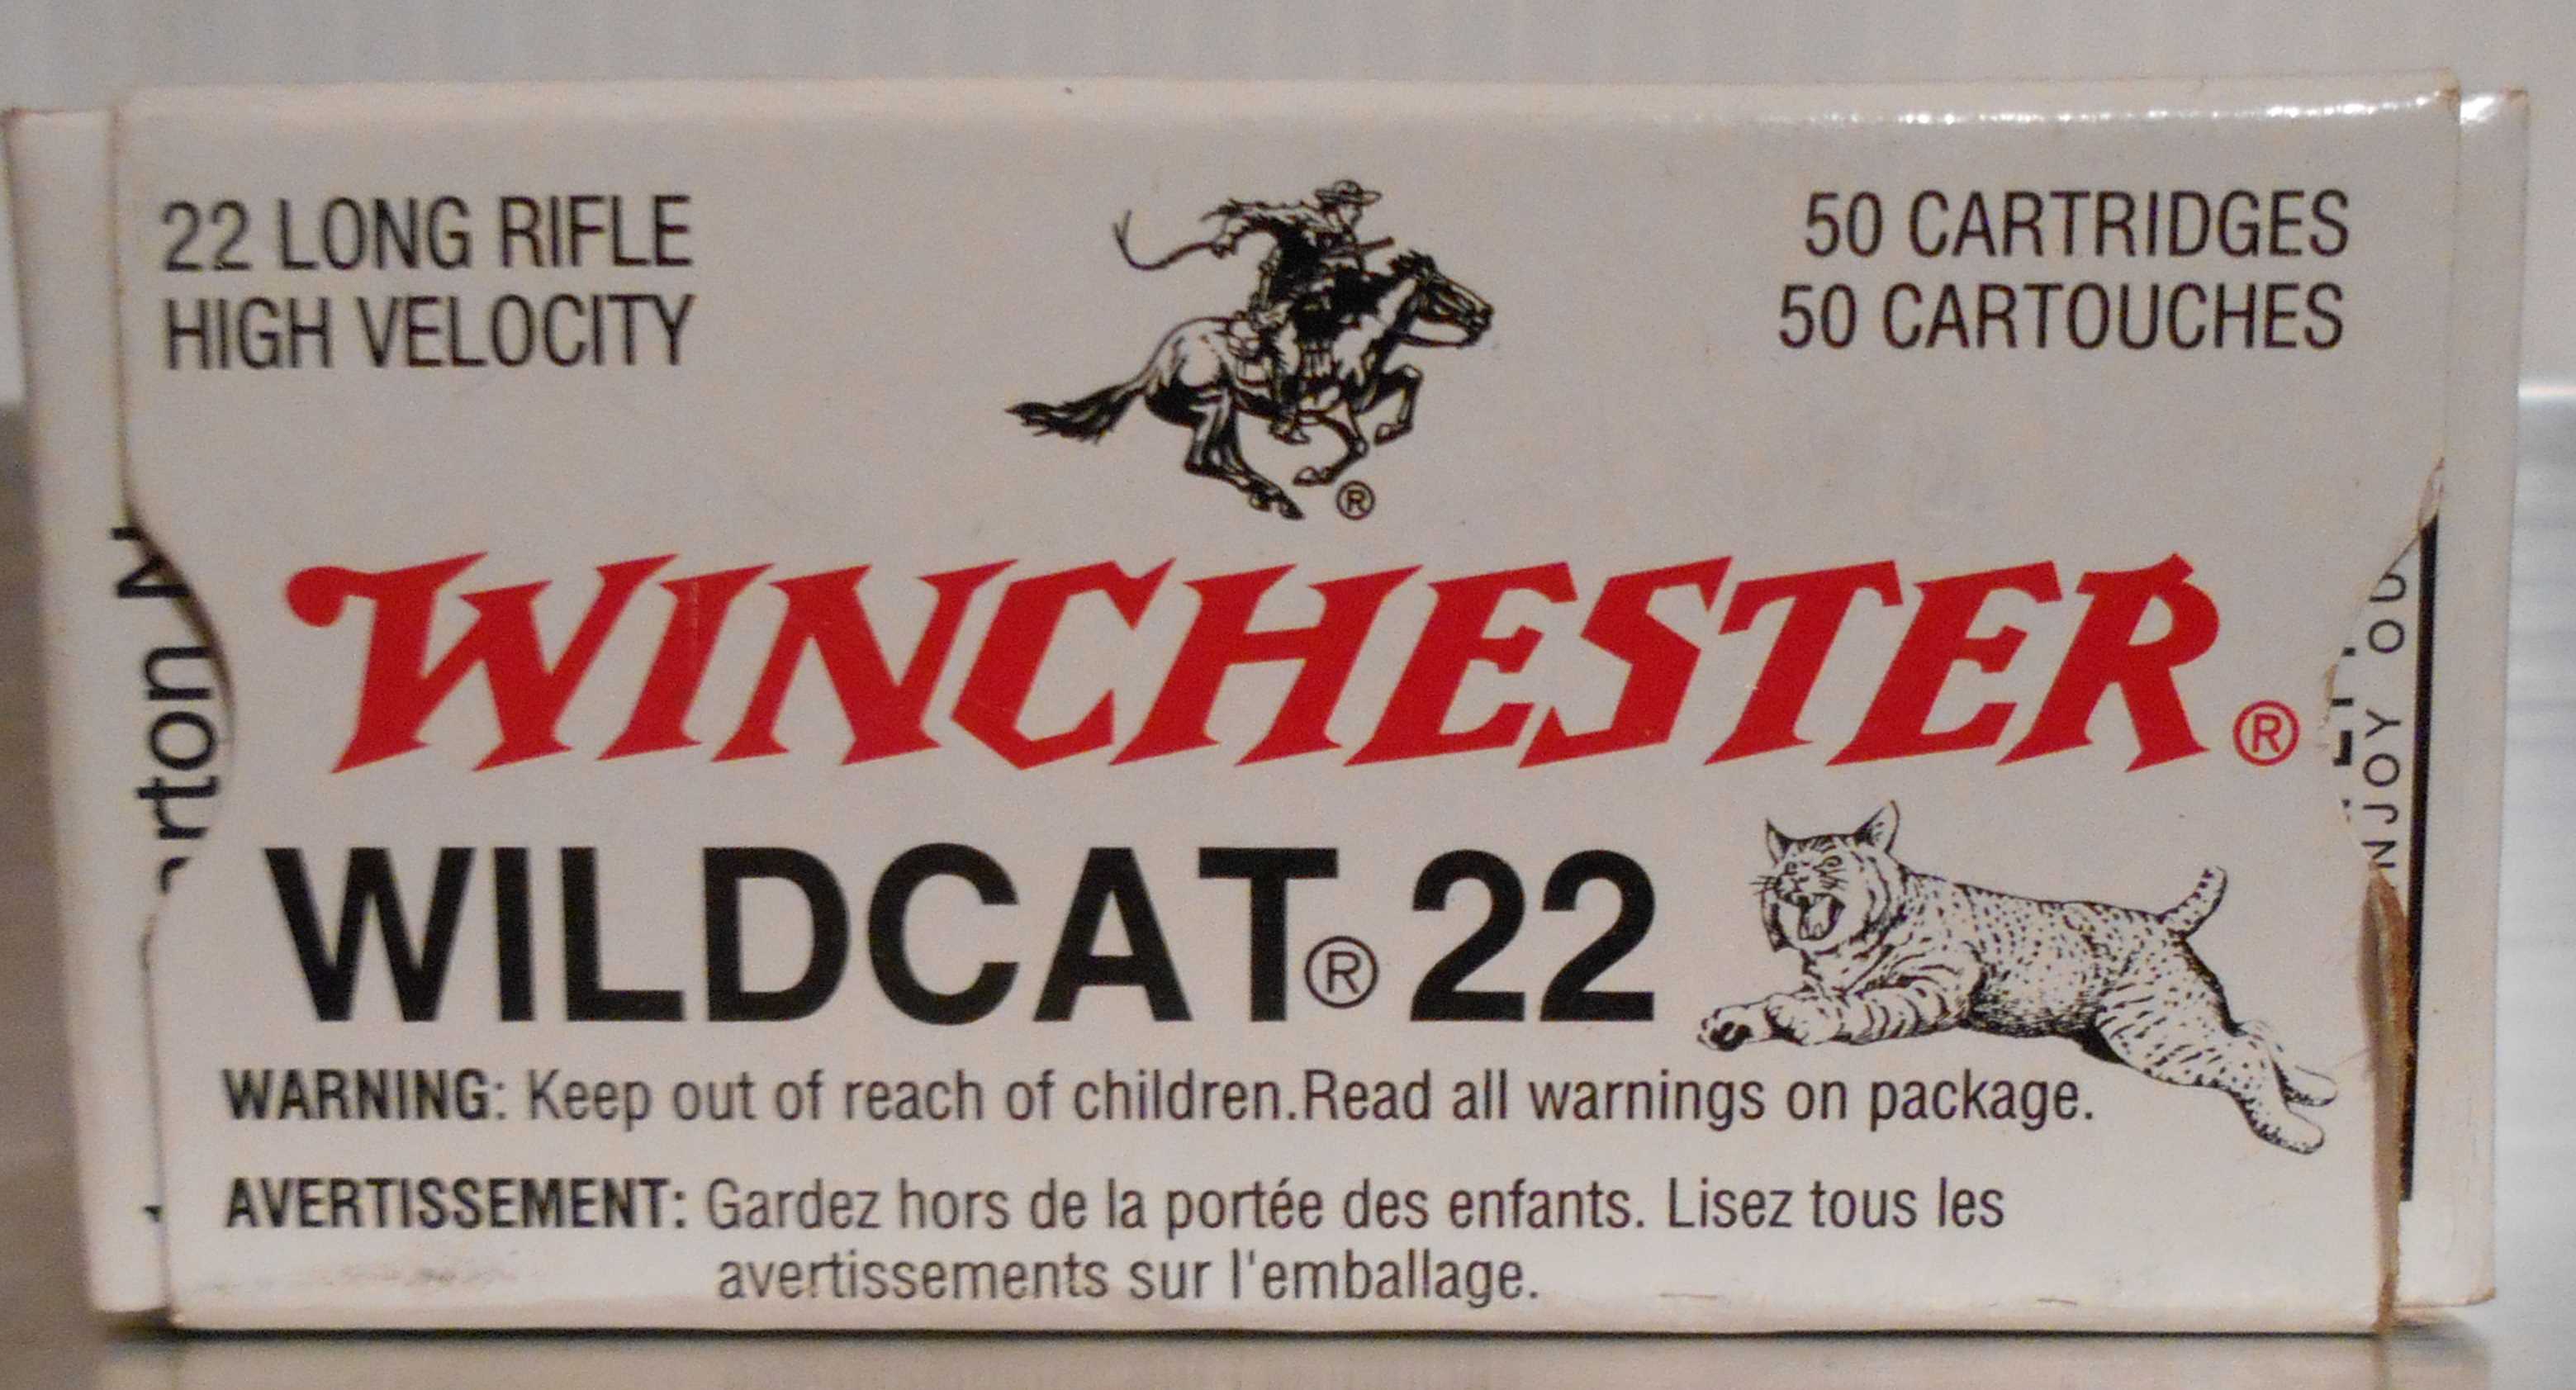 22 LONG RIFLE
HIGH VELOCITY
50 CARTRIDGES
50 CARTOUCHES
®
WINCHESTER®
WILDCAT® 22
WARNING: Keep out of reach of children.Read all warnings on package.
AVERTISSEMENT: Gardez hors de la portée des enfants. Lisez tous les
avertissements sur l'emballage.